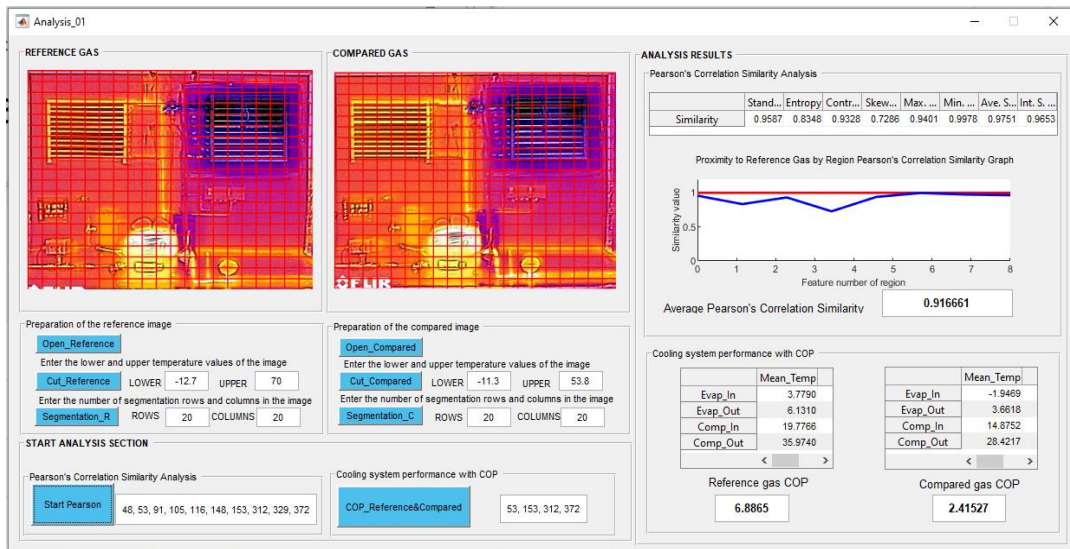 Analysis_01
REFERENCE GAS
COMPARED GAS
FLIR
Preparation of the reference image
Open_Reference
Enter the lower and upper temperature values of the image
Cut_Reference LOWER -12.7 UPPER 70
Enter the number of segmentation rows and columns in the image
Segmentation_R ROWS 20 COLUMNS 20
Preparation of the compared image
Open_Compared
Enter the lower and upper temperature values of the image
Cut_Compared LOWER -11.3 UPPER 53.8
Enter the number of segmentation rows and columns in the image
Segmentation_C ROWS 20 COLUMNS 20
START ANALYSIS SECTION
Pearson's Correlation Similarity Analysis
Start Pearson 48, 53, 91, 105, 116, 148, 153, 312, 329, 372
Cooling system performance with COP
COP_Reference&Compared 53, 153, 312, 372
ANALYSIS RESULTS
Pearson's Correlation Similarity Analysis
Stand... Entropy Contr... Skew... Max. ... Min. ... Ave. S... Int. S. ...
Similarity 0.9587 0.8348 0.9328 0.7286 0.9401 0.9978 0.9751 0.9653
Proximity to Reference Gas by Region Pearson's Correlation Similarity Graph
Similarity value
1
0.5
0
0 1 2 3 4 5 6 7 8
Feature number of region
Average Pearson's Correlation Similarity 0.916661
Cooling system performance with COP
Mean_Temp
Evap_In 3.7790
Evap_Out 6.1310
Comp_In 19.7766
Comp_Out 35.9740
Reference gas COP
6.8865
Mean_Temp
Evap_In -1.9469
Evap_Out 3.6618
Comp_In 14.8752
Comp_Out 28.4217
Compared gas COP
2.41527